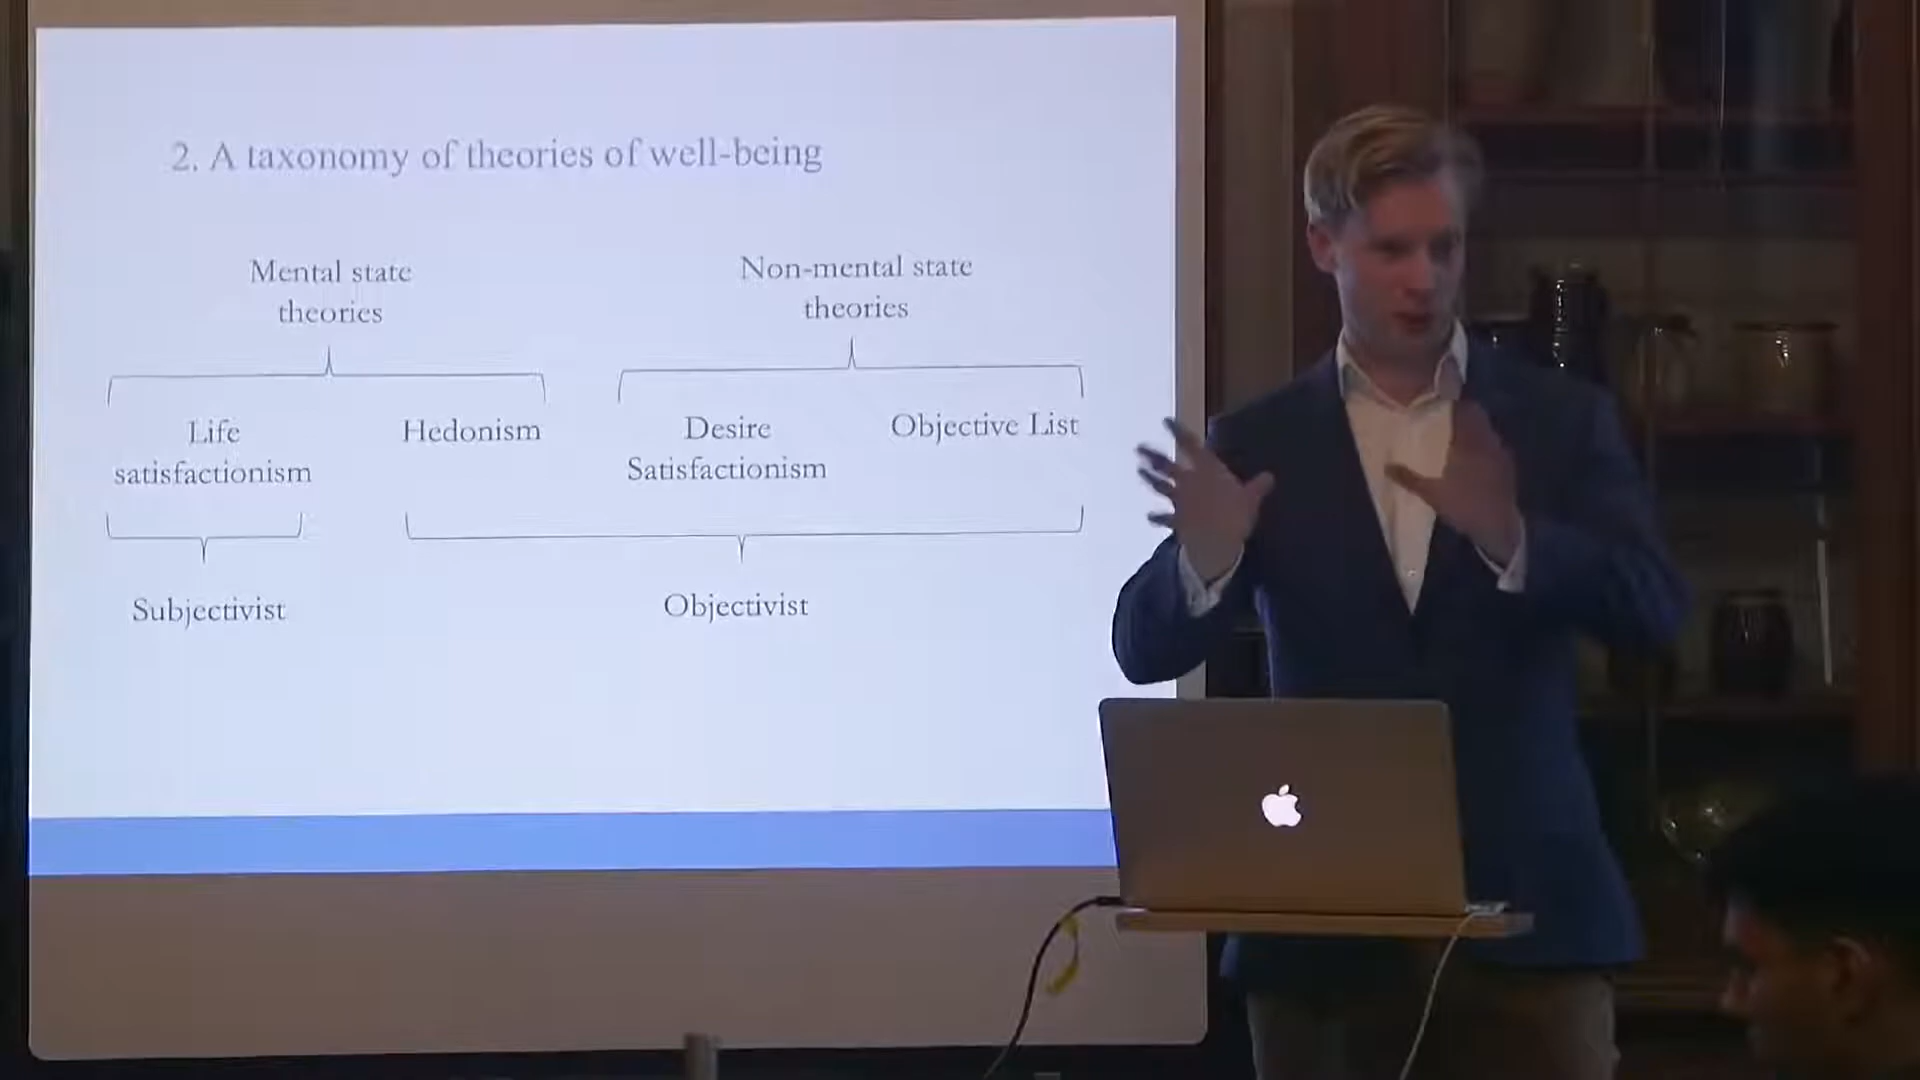 2. A taxonomy of theories of well-being
Mental state
theories
Non-mental state
theories
Life
satisfactionism
Hedonism
Desire
Satisfactionism
Objective List
Subjectivist
Objectivist